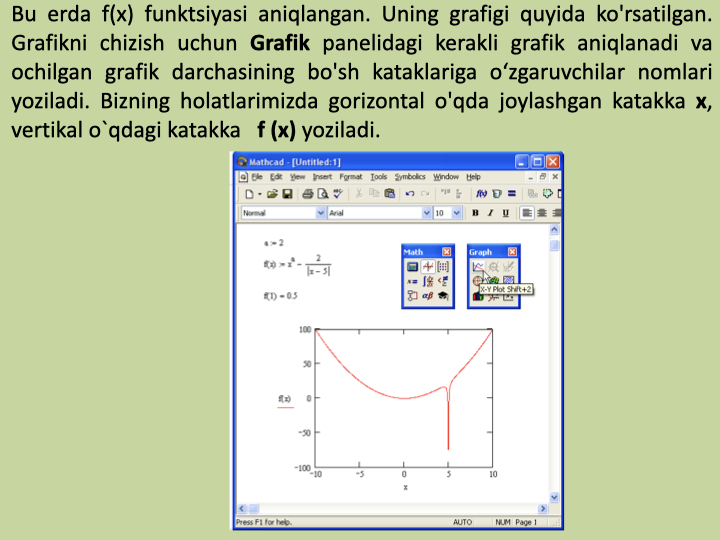 Bu erda f(x) funktsiyasi aniqlangan. Uning grafigi quyida ko'rsatilgan.
Grafikni chizish uchun Grafik panelidagi kerakli grafik aniqlanadi va
ochilgan grafik darchasining bo'sh kataklariga o‘zgaruvchilar nomlari
yoziladi. Bizning holatlarimizda gorizontal o'qda joylashgan katakka x,
vertikal o`qdagi katakka f (x) yoziladi.
Mathcad - [Untitled:1]
File Edit View Insert Format Tools Symbolics Window Help
Normal Arial 10 B I U
a := 2
f(x) := x^a - 2 / |x - 5|
f(1) = 0.5
Math Graph
X-Y Plot Shift+2
100
50
f(x) 0
-50
-100
-10 -5 0 5 10
x
Press F1 for help. AUTO NUM Page 1